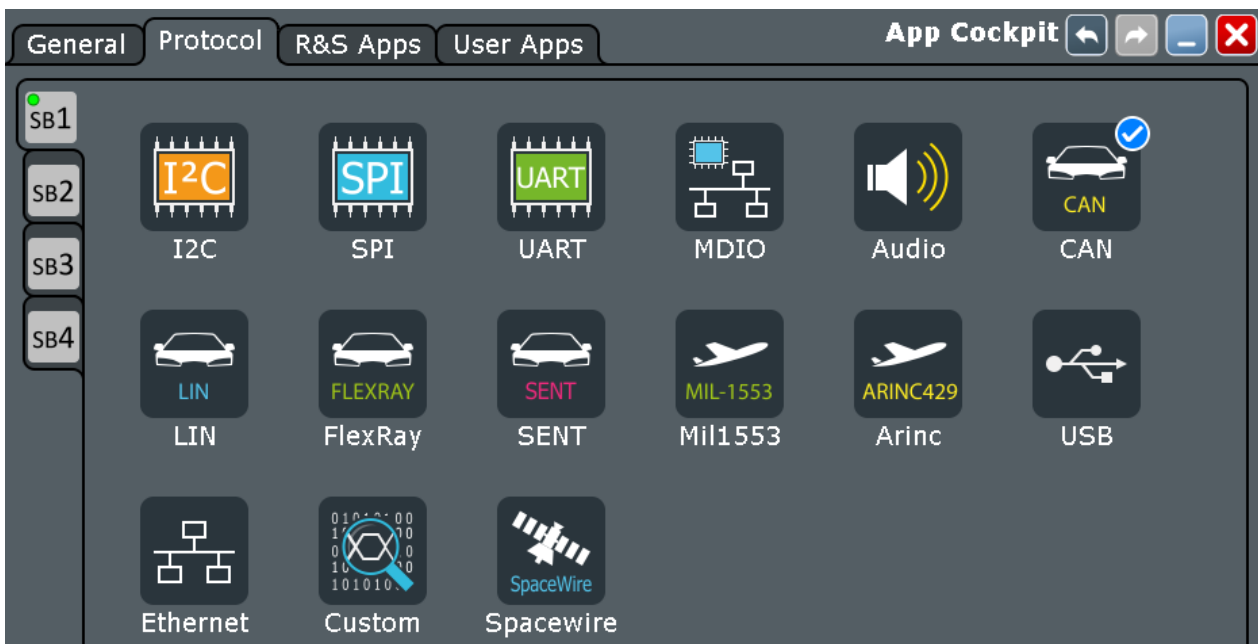 General Protocol R&S Apps User Apps App Cockpit
SB1
SB2
SB3
SB4
I²C SPI UART CAN
I2C SPI UART MDIO Audio CAN
LIN FLEXRAY SENT MIL-1553 ARINC429
LIN FlexRay SENT Mil1553 Arinc USB
SpaceWire
Ethernet Custom Spacewire